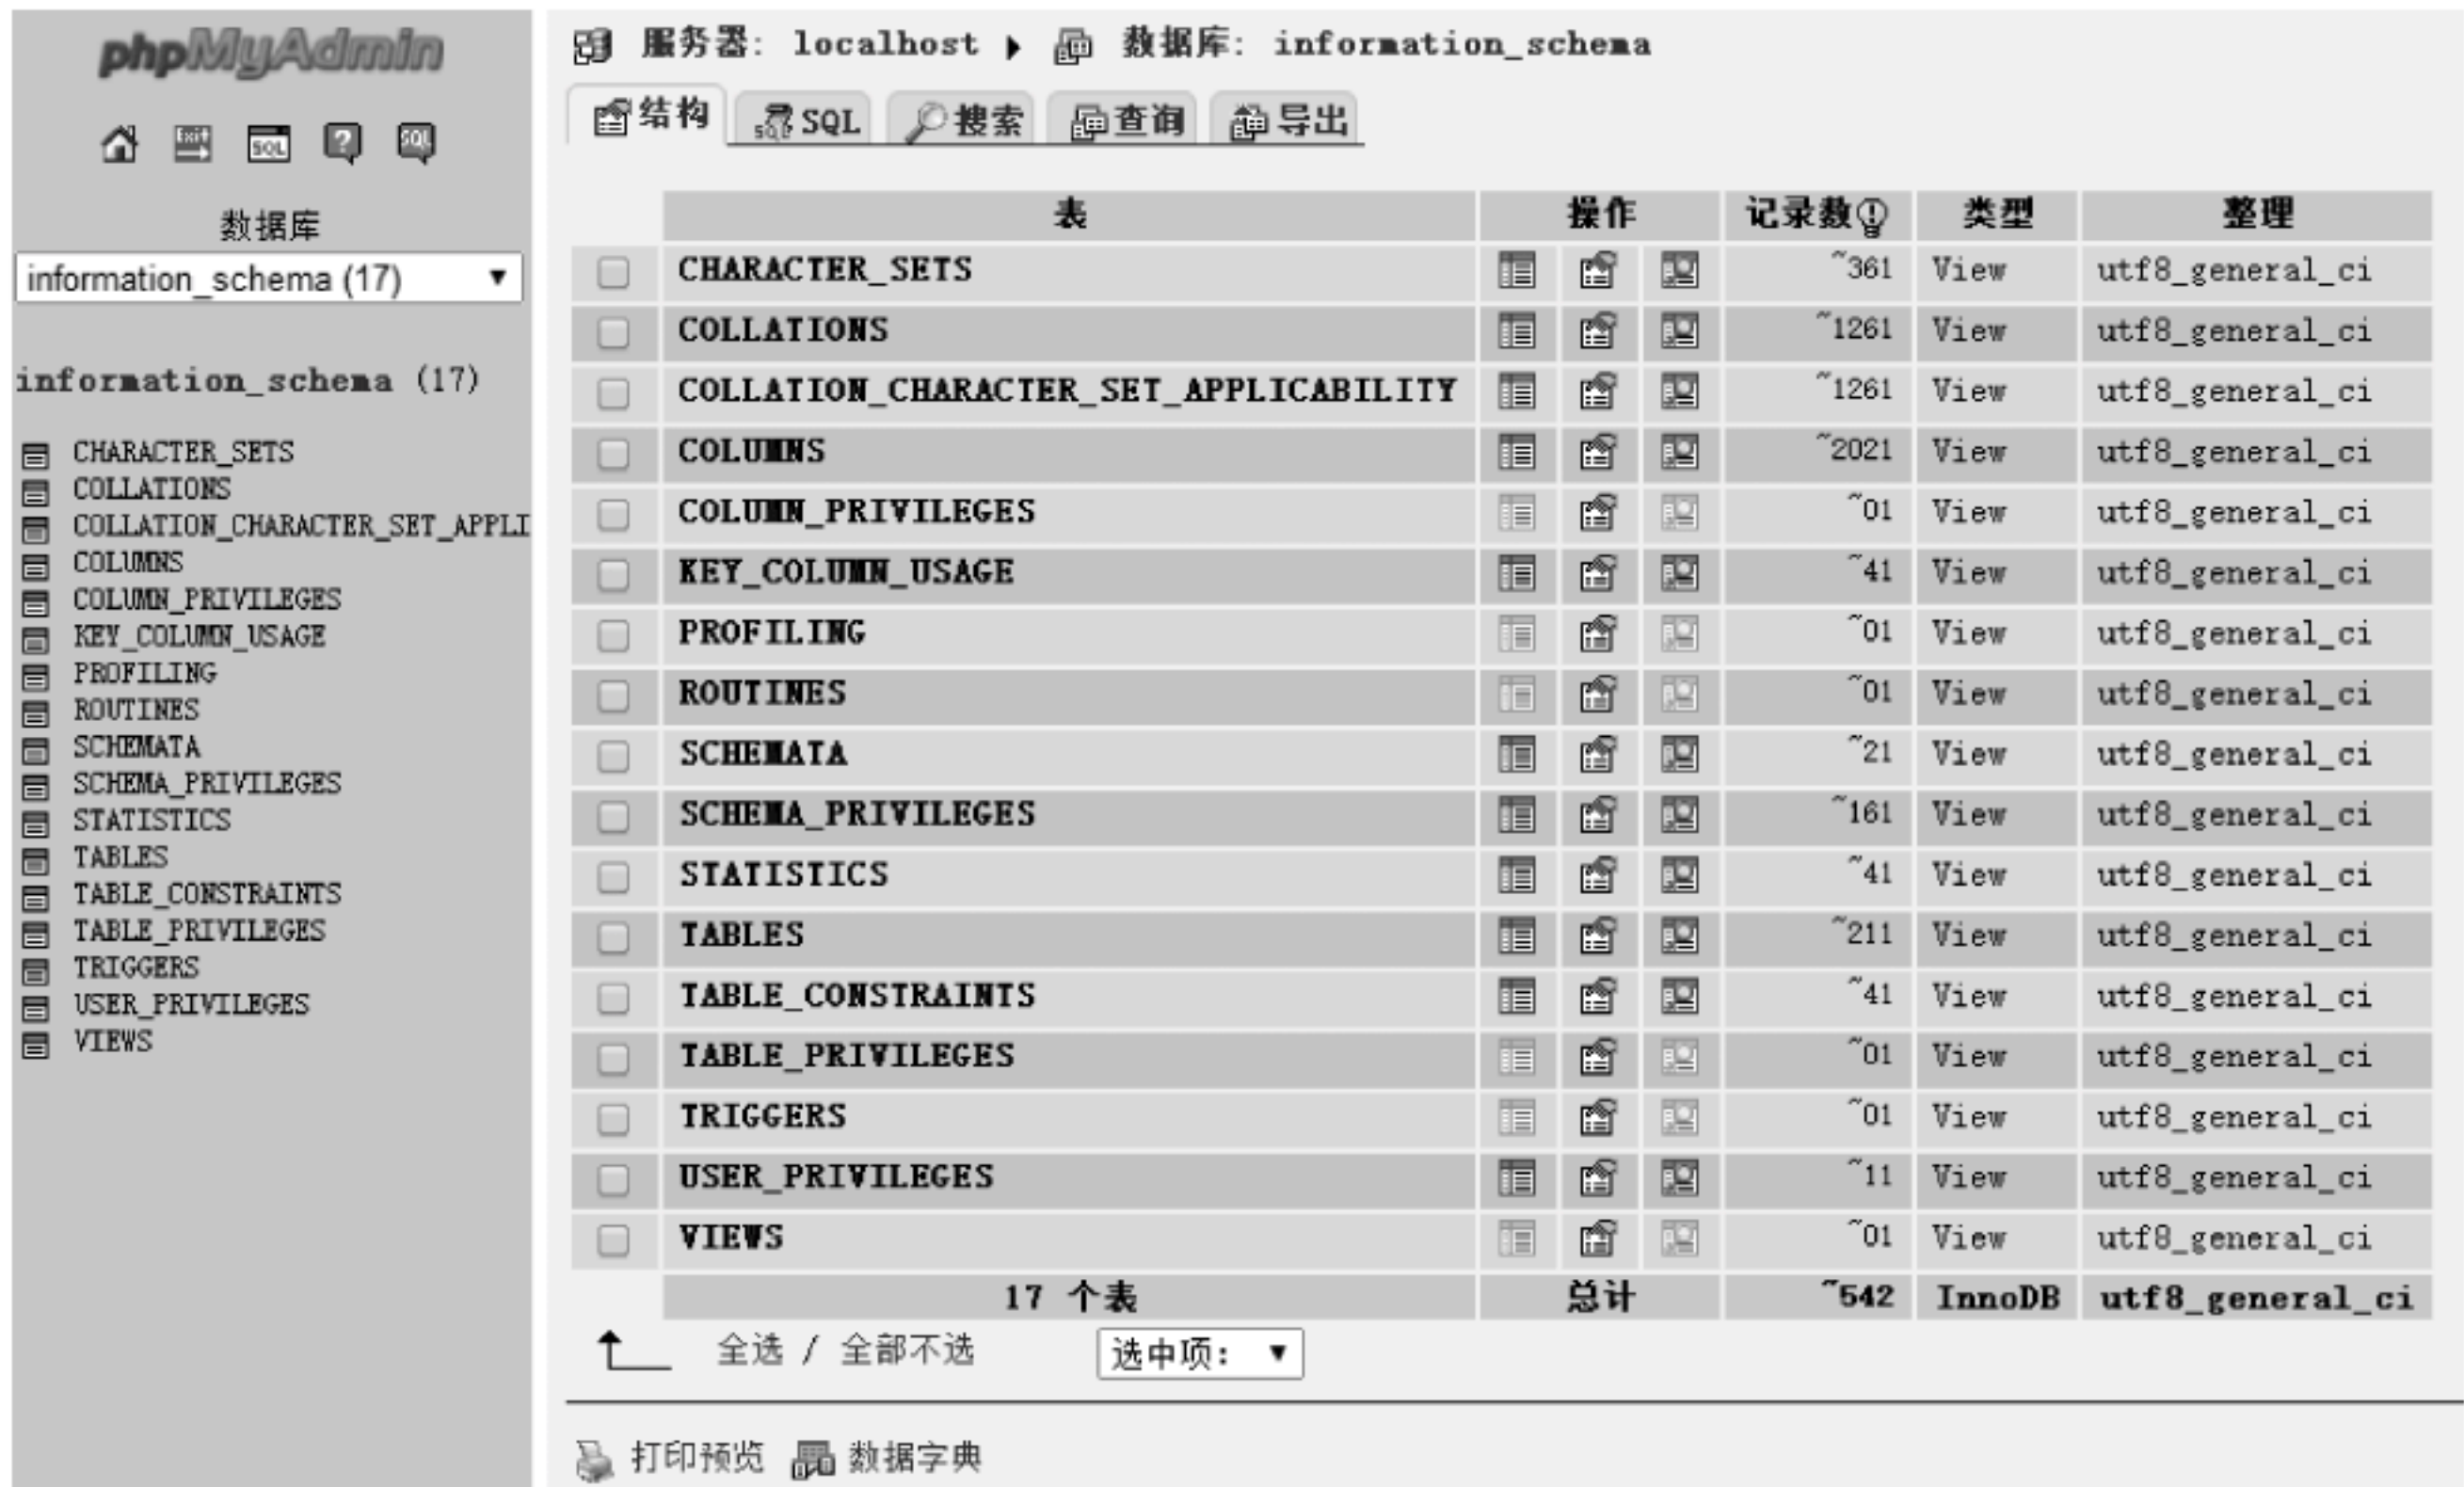 phpMyAdmin
Exit
SQL
?
SQL
数据库
information_schema (17)
information_schema (17)
CHARACTER_SETS
COLLATIONS
COLLATION_CHARACTER_SET_APPLI
COLUMNS
COLUMN_PRIVILEGES
KEY_COLUMN_USAGE
PROFILING
ROUTINES
SCHEMATA
SCHEMA_PRIVILEGES
STATISTICS
TABLES
TABLE_CONSTRAINTS
TABLE_PRIVILEGES
TRIGGERS
USER_PRIVILEGES
VIEWS
服务器: localhost ▶ 数据库: information_schema
结构 SQL 搜索 查询 导出
表 操作 记录数 类型 整理
CHARACTER_SETS ~361 View utf8_general_ci
COLLATIONS ~1261 View utf8_general_ci
COLLATION_CHARACTER_SET_APPLICABILITY ~1261 View utf8_general_ci
COLUMNS ~2021 View utf8_general_ci
COLUMN_PRIVILEGES ~01 View utf8_general_ci
KEY_COLUMN_USAGE ~41 View utf8_general_ci
PROFILING ~01 View utf8_general_ci
ROUTINES ~01 View utf8_general_ci
SCHEMATA ~21 View utf8_general_ci
SCHEMA_PRIVILEGES ~161 View utf8_general_ci
STATISTICS ~41 View utf8_general_ci
TABLES ~211 View utf8_general_ci
TABLE_CONSTRAINTS ~41 View utf8_general_ci
TABLE_PRIVILEGES ~01 View utf8_general_ci
TRIGGERS ~01 View utf8_general_ci
USER_PRIVILEGES ~11 View utf8_general_ci
VIEWS ~01 View utf8_general_ci
17 个表 总计 ~542 InnoDB utf8_general_ci
全选 / 全部不选 选中项:
打印预览 数据字典